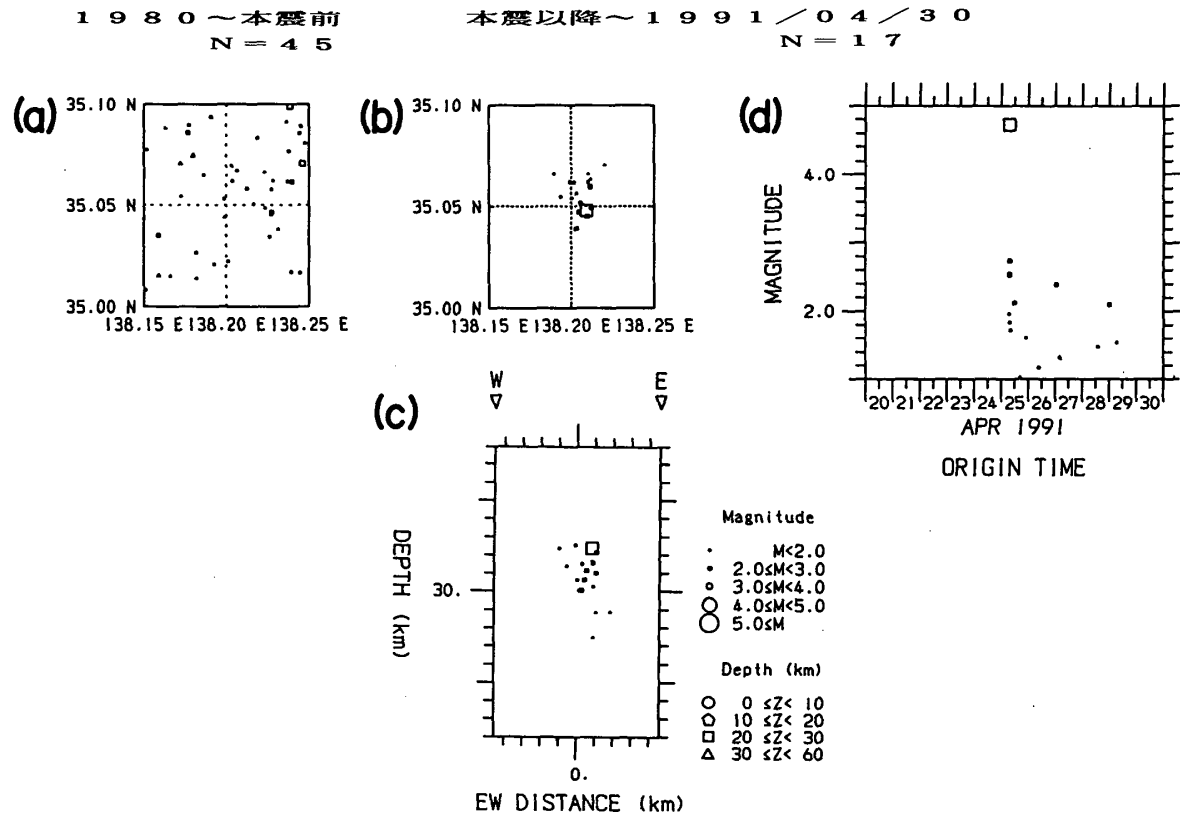 1980～本震前 本震以降～1991／04／30
N＝45 N＝17
(a) 35.10 N (b) 35.10 N (d)
4.0
MAGNITUDE
35.05 N 35.05 N
2.0
35.00 N 35.00 N
138.15 E 138.20 E 138.25 E 138.15 E 138.20 E 138.25 E
20 21 22 23 24 25 26 27 28 29 30
APR 1991
ORIGIN TIME
W E
(c)
DEPTH (km)
30.
0.
EW DISTANCE (km)
Magnitude
M<2.0
2.0≤M<3.0
3.0≤M<4.0
4.0≤M<5.0
5.0≤M
Depth (km)
0 ≤Z< 10
10 ≤Z< 20
20 ≤Z< 30
30 ≤Z< 60